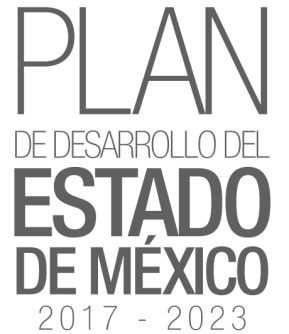 PLAN
DE DESARROLLO DEL
ESTADO
DE MÉXICO
2017 - 2023